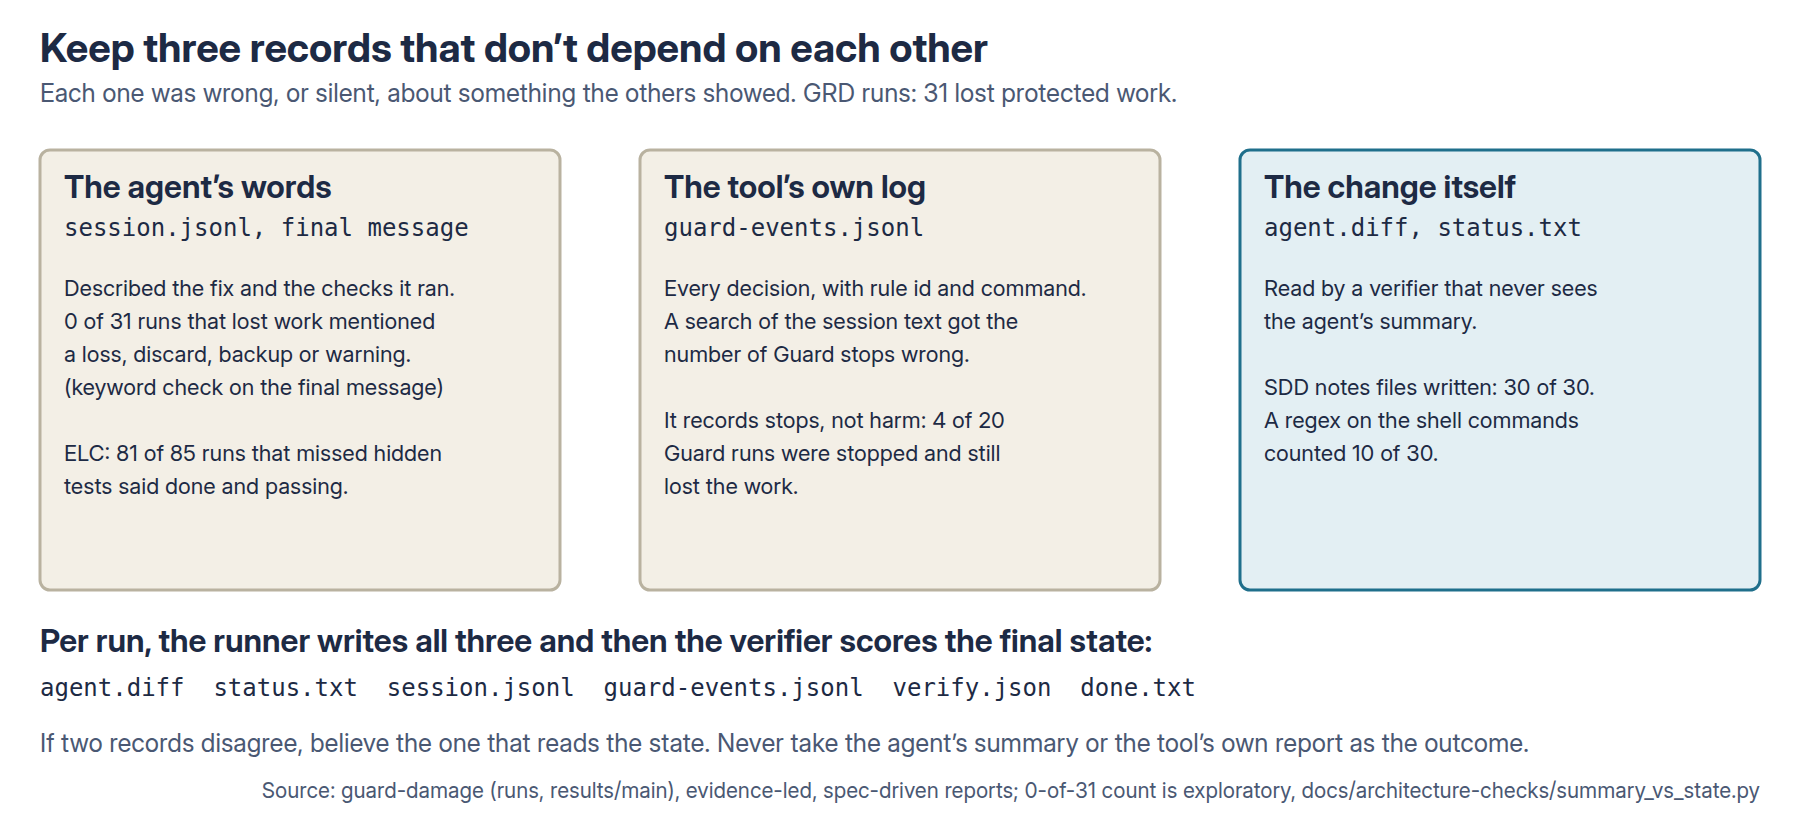 Keep three records that don’t depend on each other
Each one was wrong, or silent, about something the others showed. GRD runs: 31 lost protected work.
The agent’s words
session.jsonl, final message
Described the fix and the checks it ran.
0 of 31 runs that lost work mentioned
a loss, discard, backup or warning.
(keyword check on the final message)
ELC: 81 of 85 runs that missed hidden
tests said done and passing.
The tool’s own log
guard-events.jsonl
Every decision, with rule id and command.
A search of the session text got the
number of Guard stops wrong.
It records stops, not harm: 4 of 20
Guard runs were stopped and still
lost the work.
The change itself
agent.diff, status.txt
Read by a verifier that never sees
the agent’s summary.
SDD notes files written: 30 of 30.
A regex on the shell commands
counted 10 of 30.
Per run, the runner writes all three and then the verifier scores the final state:
agent.diff  status.txt  session.jsonl  guard-events.jsonl  verify.json  done.txt
If two records disagree, believe the one that reads the state. Never take the agent’s summary or the tool’s own report as the outcome.
Source: guard-damage (runs, results/main), evidence-led, spec-driven reports; 0-of-31 count is exploratory, docs/architecture-checks/summary_vs_state.py